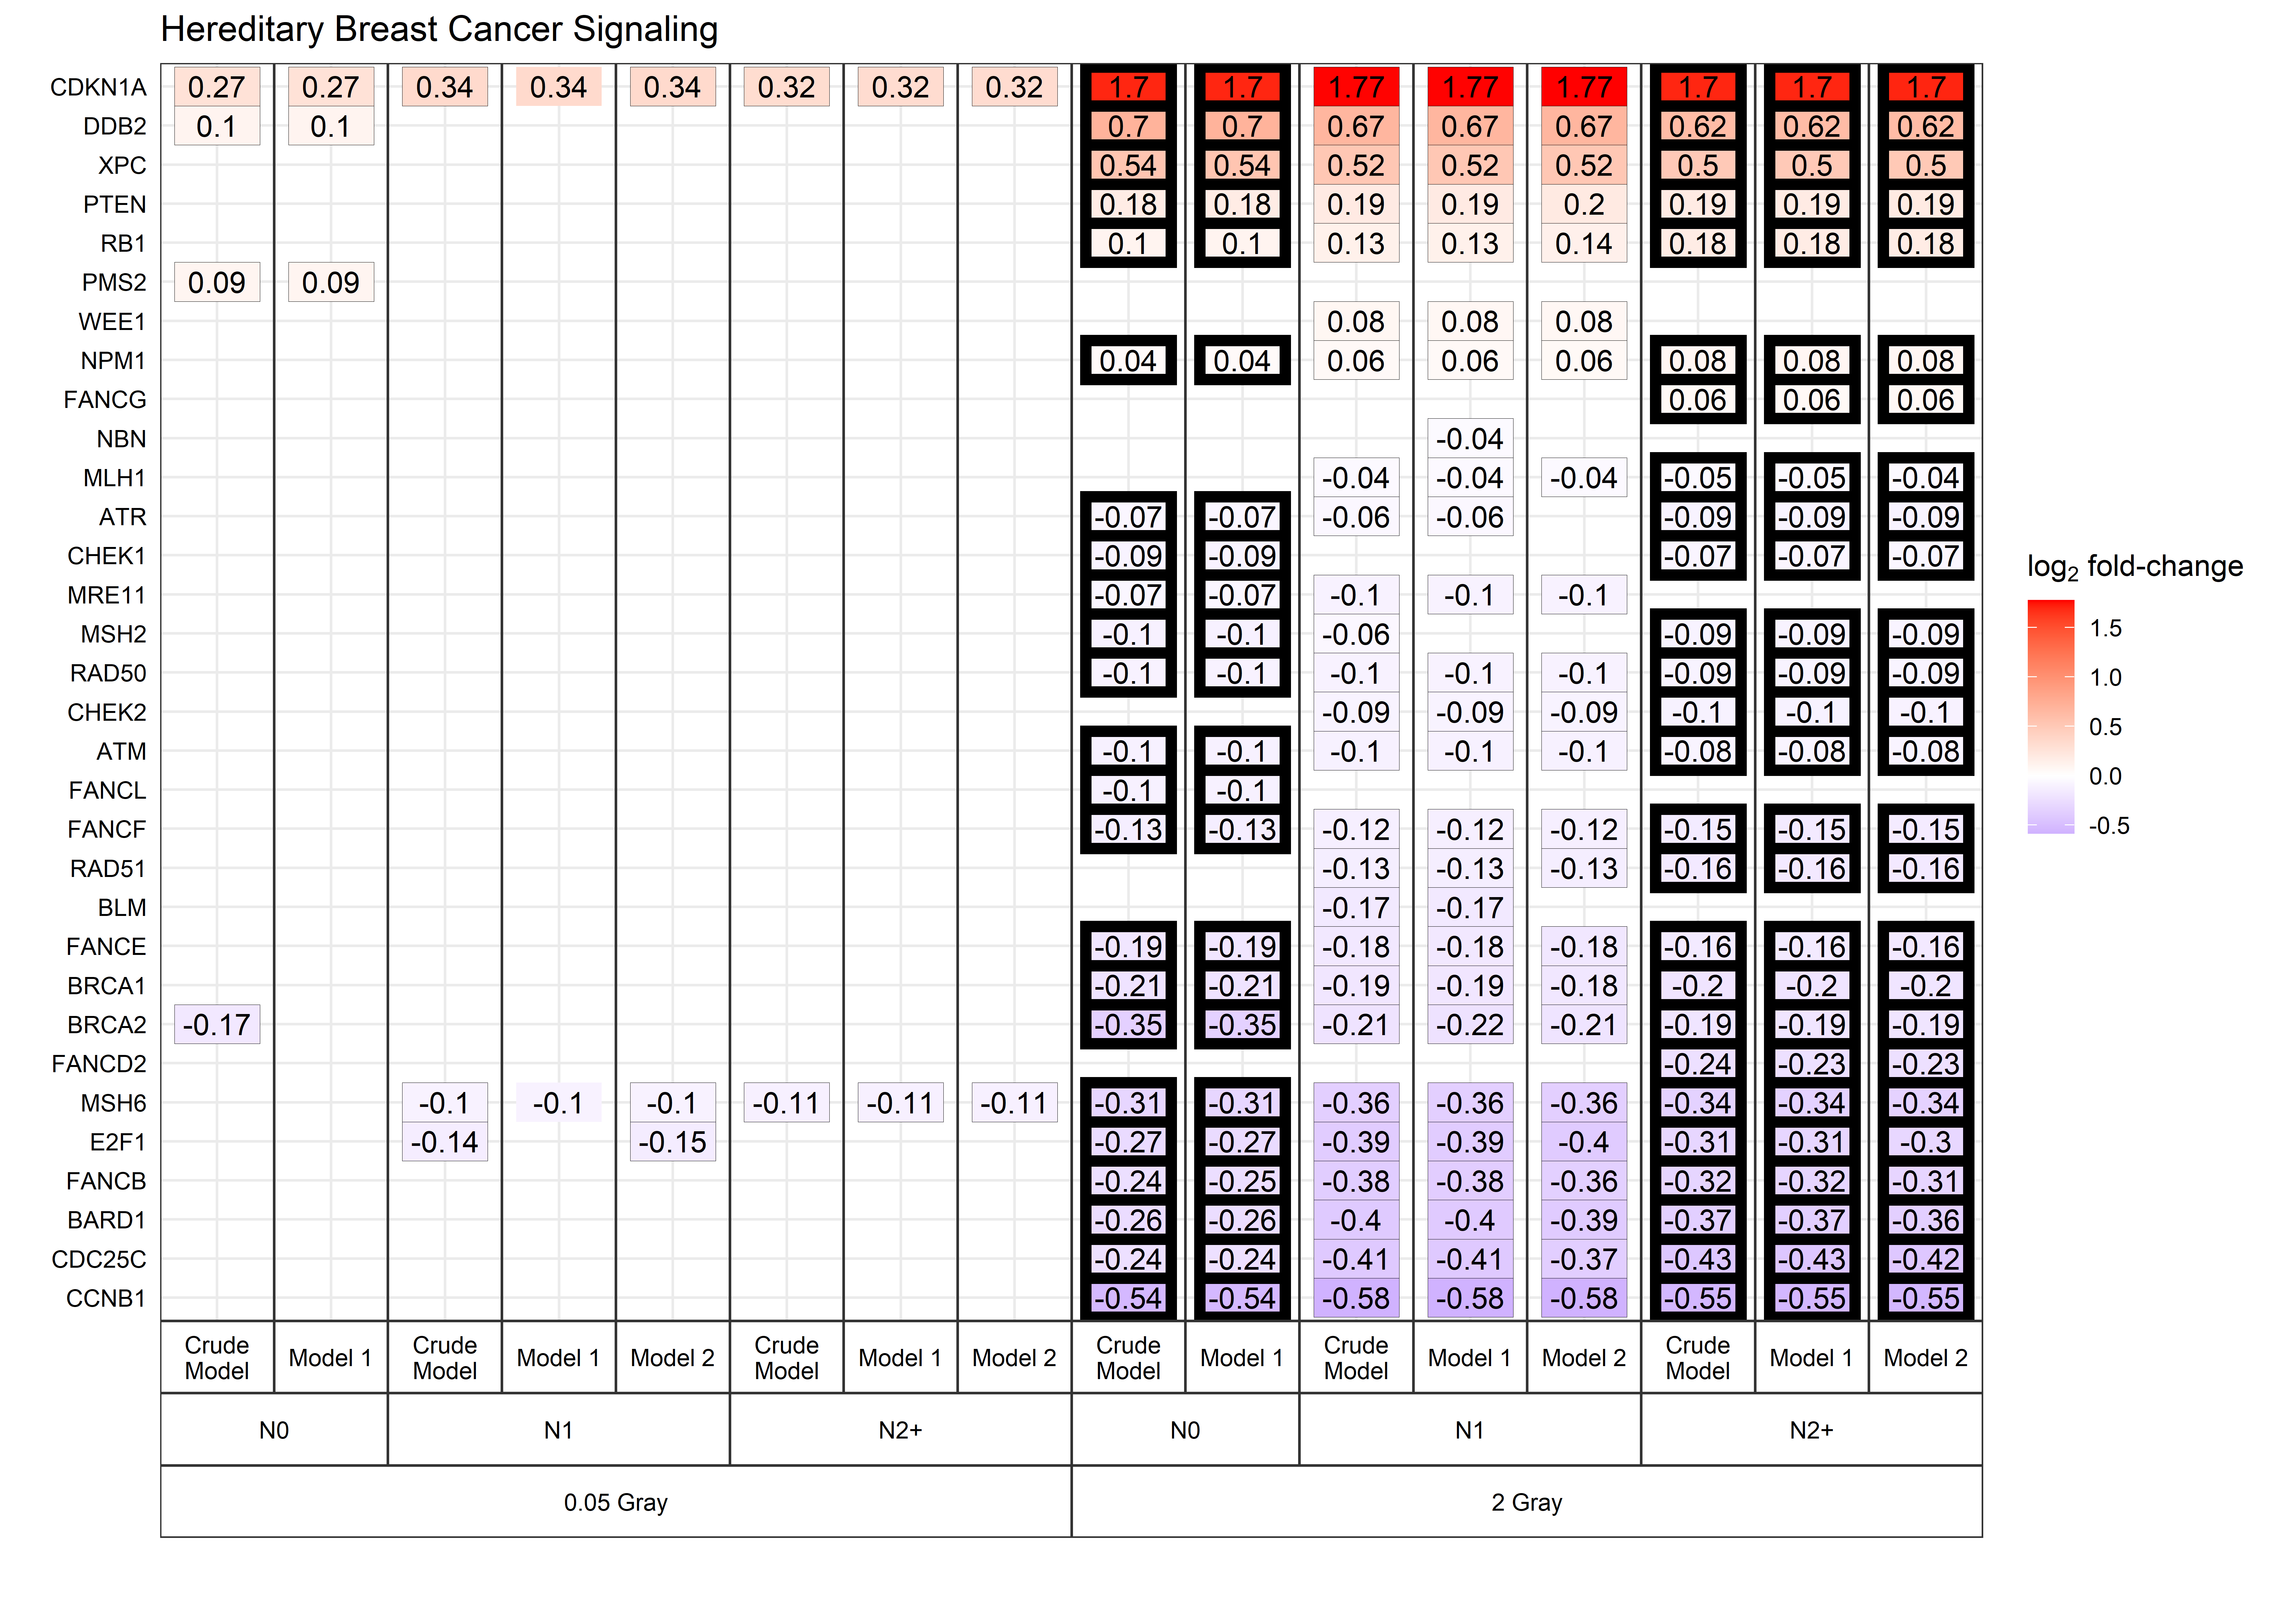 Hereditary Breast Cancer Signaling
CDKN1A 0.27 0.27 0.34 0.34 0.34 0.32 0.32 0.32 1.7 1.7 1.77 1.77 1.77 1.7 1.7 1.7
DDB2 0.1 0.1 0.7 0.7 0.67 0.67 0.67 0.62 0.62 0.62
XPC 0.54 0.54 0.52 0.52 0.52 0.5 0.5 0.5
PTEN 0.18 0.18 0.19 0.19 0.2 0.19 0.19 0.19
RB1 0.1 0.1 0.13 0.13 0.14 0.18 0.18 0.18
PMS2 0.09 0.09
WEE1 0.08 0.08 0.08
NPM1 0.04 0.04 0.06 0.06 0.06 0.08 0.08 0.08
FANCG 0.06 0.06 0.06
NBN -0.04
MLH1 -0.04 -0.04 -0.04 -0.05 -0.05 -0.04
ATR -0.07 -0.07 -0.06 -0.06 -0.09 -0.09 -0.09
CHEK1 -0.09 -0.09 -0.07 -0.07 -0.07
MRE11 -0.07 -0.07 -0.1 -0.1 -0.1
MSH2 -0.1 -0.1 -0.06 -0.09 -0.09 -0.09
RAD50 -0.1 -0.1 -0.1 -0.1 -0.1 -0.09 -0.09 -0.09
CHEK2 -0.09 -0.09 -0.09 -0.1 -0.1 -0.1
ATM -0.1 -0.1 -0.1 -0.1 -0.1 -0.08 -0.08 -0.08
FANCL -0.1 -0.1
FANCF -0.13 -0.13 -0.12 -0.12 -0.12 -0.15 -0.15 -0.15
RAD51 -0.13 -0.13 -0.13 -0.16 -0.16 -0.16
BLM -0.17 -0.17
FANCE -0.19 -0.19 -0.18 -0.18 -0.18 -0.16 -0.16 -0.16
BRCA1 -0.21 -0.21 -0.19 -0.19 -0.18 -0.2 -0.2 -0.2
BRCA2 -0.17 -0.35 -0.35 -0.21 -0.22 -0.21 -0.19 -0.19 -0.19
FANCD2 -0.24 -0.23 -0.23
MSH6 -0.1 -0.1 -0.1 -0.11 -0.11 -0.11 -0.31 -0.31 -0.36 -0.36 -0.36 -0.34 -0.34 -0.34
E2F1 -0.14 -0.15 -0.27 -0.27 -0.39 -0.39 -0.4 -0.31 -0.31 -0.3
FANCB -0.24 -0.25 -0.38 -0.38 -0.36 -0.32 -0.32 -0.31
BARD1 -0.26 -0.26 -0.4 -0.4 -0.39 -0.37 -0.37 -0.36
CDC25C -0.24 -0.24 -0.41 -0.41 -0.37 -0.43 -0.43 -0.42
CCNB1 -0.54 -0.54 -0.58 -0.58 -0.58 -0.55 -0.55 -0.55
Crude Model Model 1 Crude Model Model 1 Model 2 Crude Model Model 1 Model 2 Crude Model Model 1 Crude Model Model 1 Model 2 Crude Model Model 1 Model 2
N0 N1 N2+ N0 N1 N2+
0.05 Gray 2 Gray
log₂ fold-change
1.5
1.0
0.5
0.0
-0.5